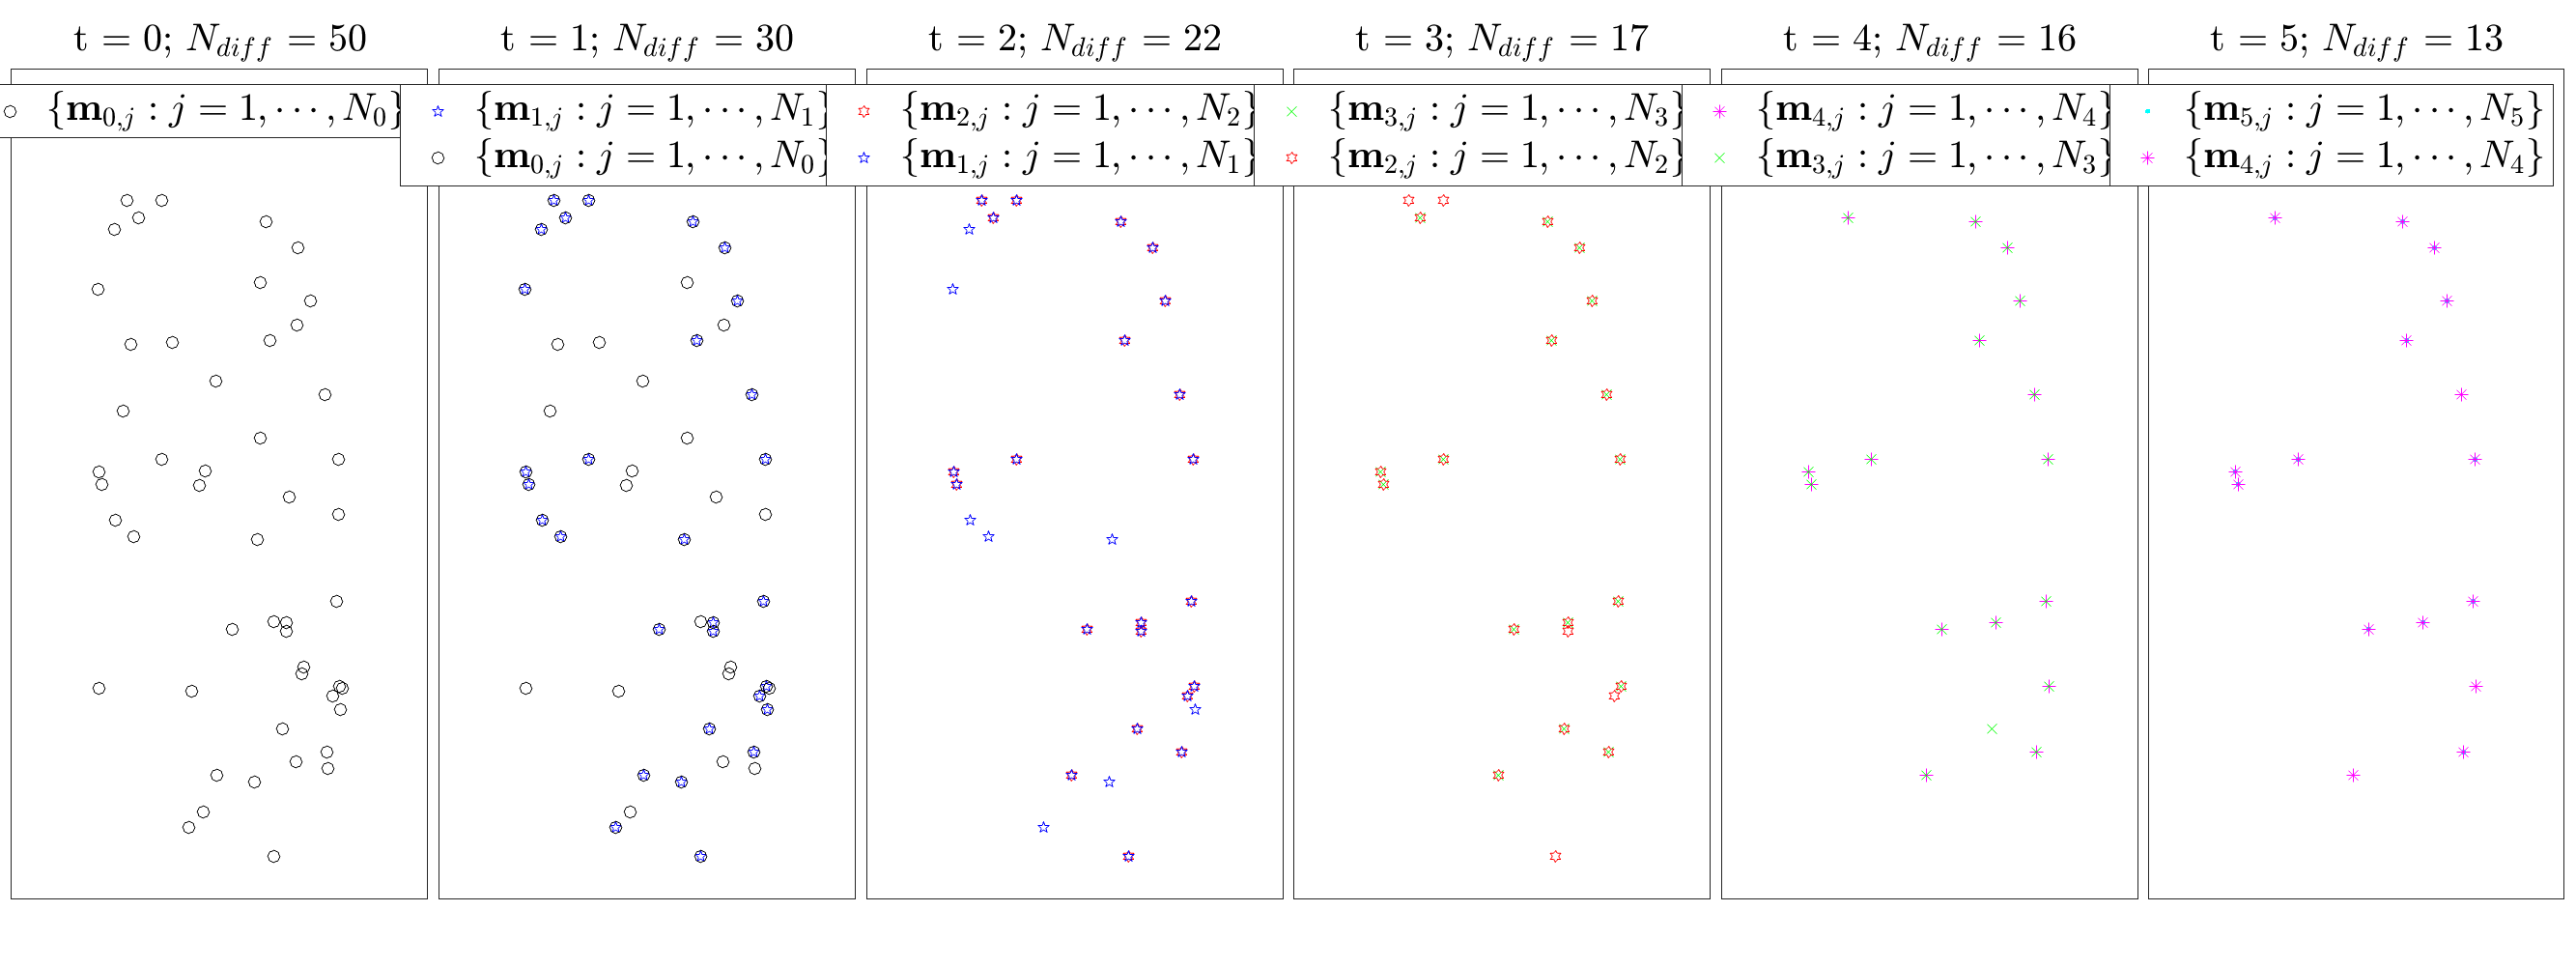 t = 0; N_{diff} = 50
{m_{0,j} : j = 1, ⋯ , N_0}
t = 1; N_{diff} = 30
{m_{1,j} : j = 1, ⋯ , N_1}
{m_{0,j} : j = 1, ⋯ , N_0}
t = 2; N_{diff} = 22
{m_{2,j} : j = 1, ⋯ , N_2}
{m_{1,j} : j = 1, ⋯ , N_1}
t = 3; N_{diff} = 17
{m_{3,j} : j = 1, ⋯ , N_3}
{m_{2,j} : j = 1, ⋯ , N_2}
t = 4; N_{diff} = 16
{m_{4,j} : j = 1, ⋯ , N_4}
{m_{3,j} : j = 1, ⋯ , N_3}
t = 5; N_{diff} = 13
{m_{5,j} : j = 1, ⋯ , N_5}
{m_{4,j} : j = 1, ⋯ , N_4}